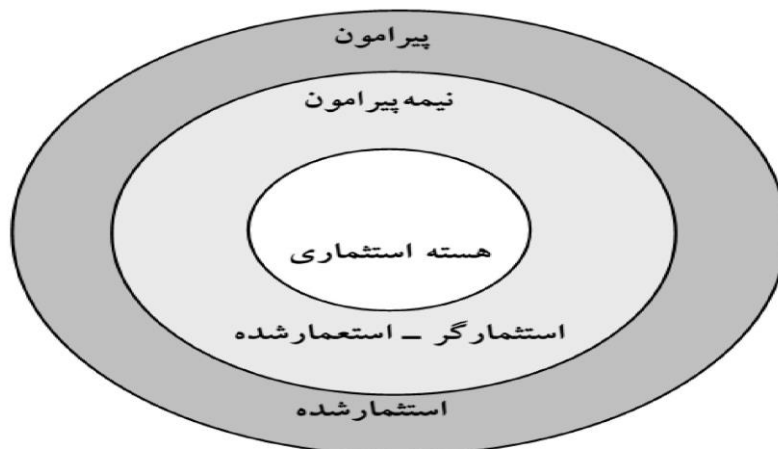 پیرامون
نیمه‌پیرامون
هسته استثماری
استثمارگر ـ استعمارشده
استثمارشده